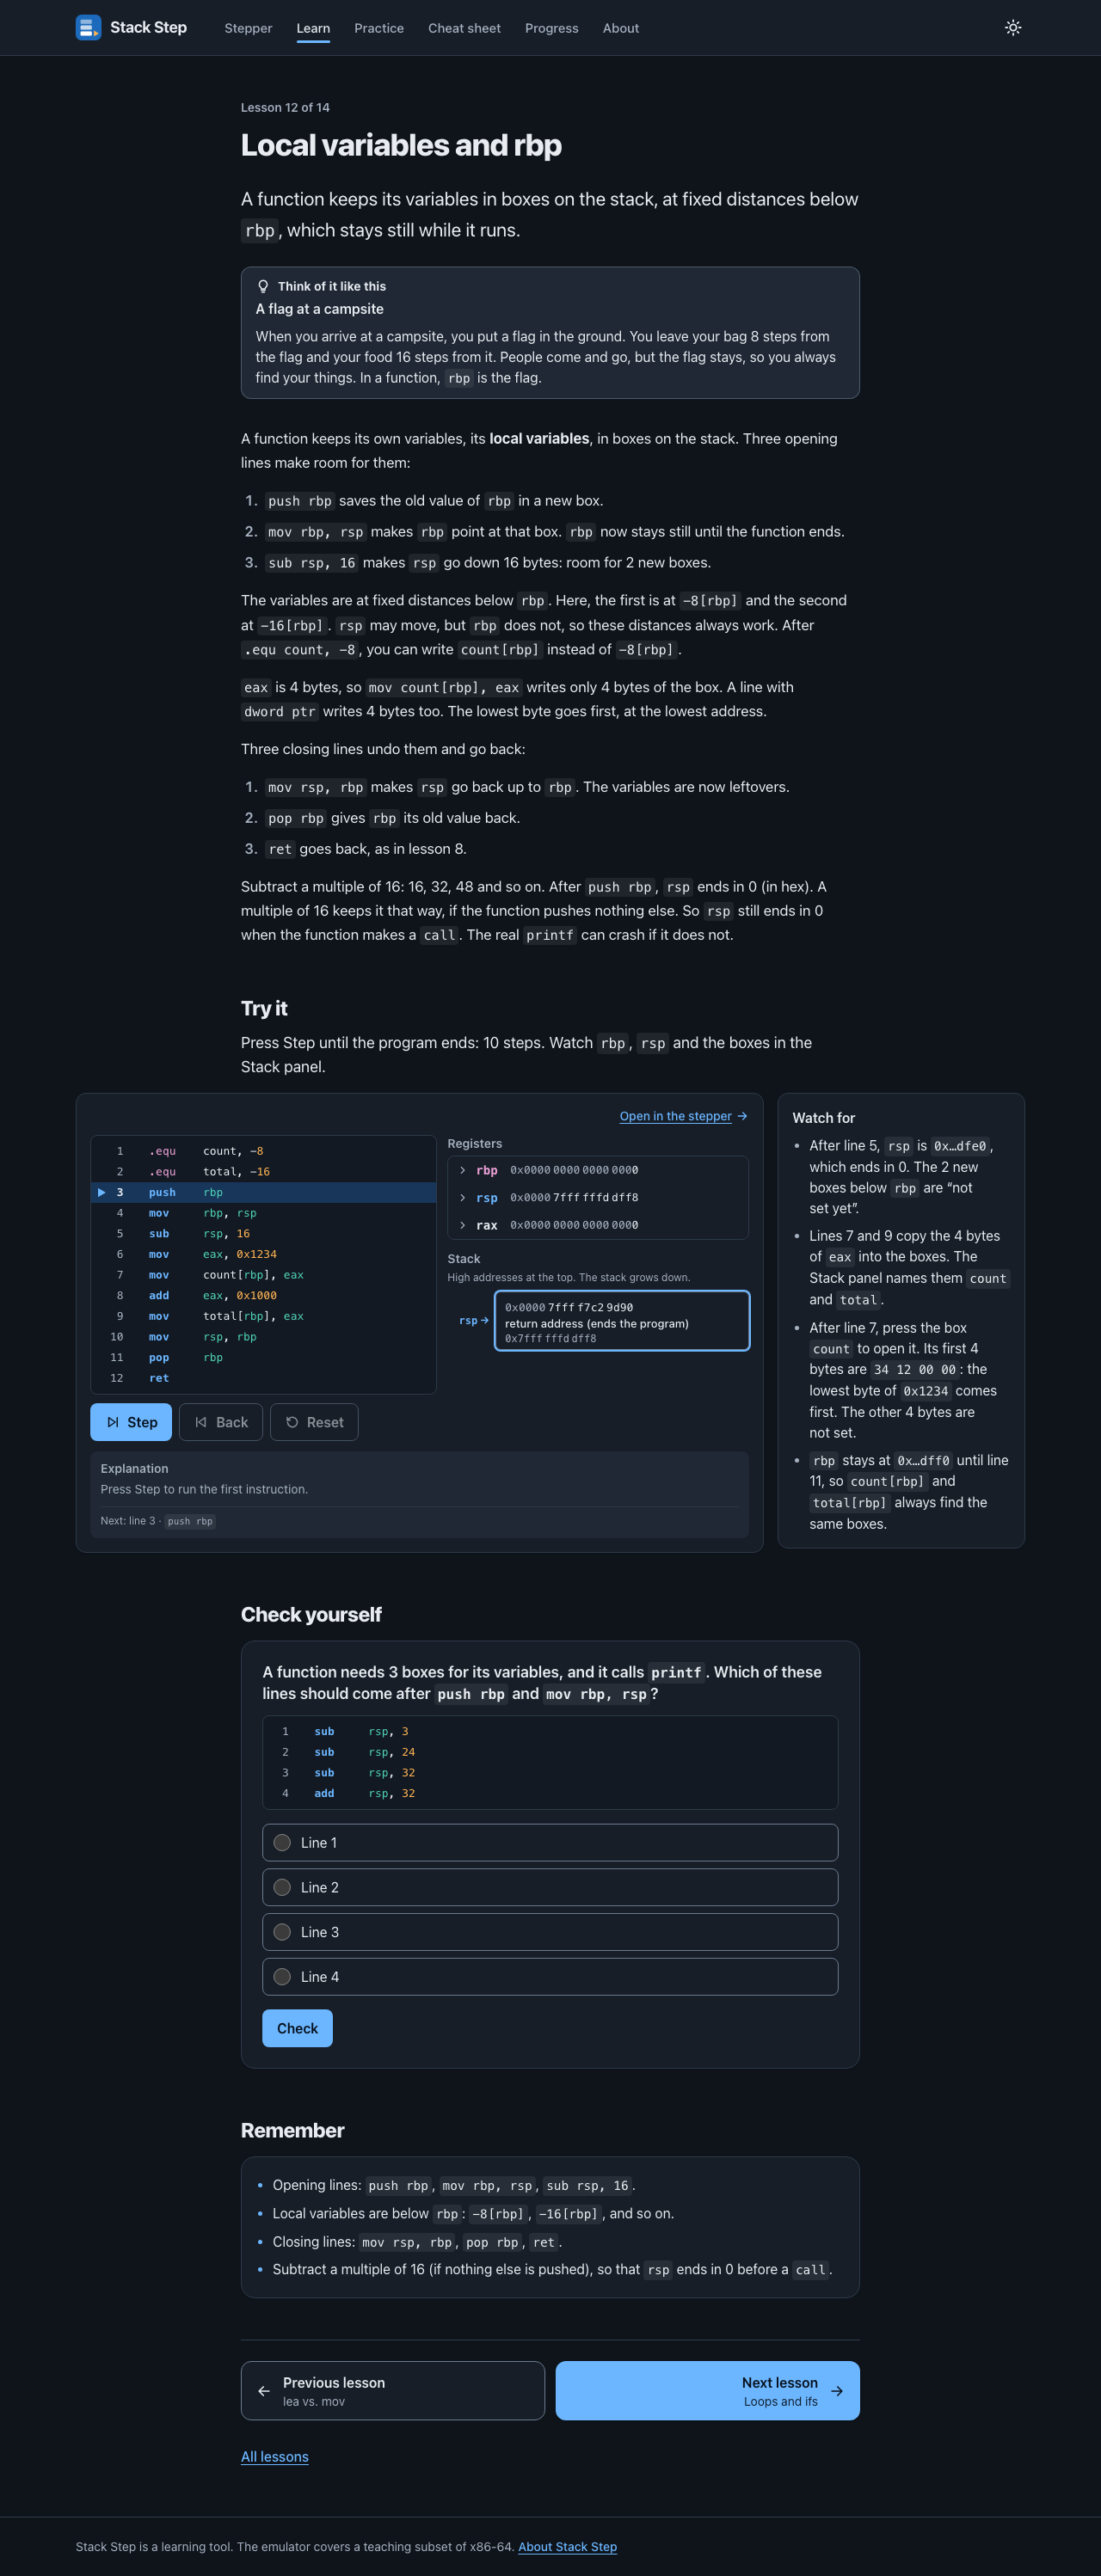 Stack Step
Stepper
Learn
Practice
Cheat sheet
Progress
About
Lesson 12 of 14
Local variables and rbp
A function keeps its variables in boxes on the stack, at fixed distances below
rbp, which stays still while it runs.
Think of it like this
A flag at a campsite
When you arrive at a campsite, you put a flag in the ground. You leave your bag 8 steps from
the flag and your food 16 steps from it. People come and go, but the flag stays, so you always
find your things. In a function, rbp is the flag.
A function keeps its own variables, its local variables, in boxes on the stack. Three opening
lines make room for them:
1. push rbp saves the old value of rbp in a new box.
2. mov rbp, rsp makes rbp point at that box. rbp now stays still until the function ends.
3. sub rsp, 16 makes rsp go down 16 bytes: room for 2 new boxes.
The variables are at fixed distances below rbp. Here, the first is at -8[rbp] and the second
at -16[rbp]. rsp may move, but rbp does not, so these distances always work. After
.equ count, -8, you can write count[rbp] instead of -8[rbp].
eax is 4 bytes, so mov count[rbp], eax writes only 4 bytes of the box. A line with
dword ptr writes 4 bytes too. The lowest byte goes first, at the lowest address.
Three closing lines undo them and go back:
1. mov rsp, rbp makes rsp go back up to rbp. The variables are now leftovers.
2. pop rbp gives rbp its old value back.
3. ret goes back, as in lesson 8.
Subtract a multiple of 16: 16, 32, 48 and so on. After push rbp, rsp ends in 0 (in hex). A
multiple of 16 keeps it that way, if the function pushes nothing else. So rsp still ends in 0
when the function makes a call. The real printf can crash if it does not.
Try it
Press Step until the program ends: 10 steps. Watch rbp, rsp and the boxes in the
Stack panel.
Open in the stepper →
1 .equ count, -8
2 .equ total, -16
3 push rbp
4 mov rbp, rsp
5 sub rsp, 16
6 mov eax, 0x1234
7 mov count[rbp], eax
8 add eax, 0x1000
9 mov total[rbp], eax
10 mov rsp, rbp
11 pop rbp
12 ret
Registers
rbp 0x0000 0000 0000 0000
rsp 0x0000 7fff fffd dff8
rax 0x0000 0000 0000 0000
Stack
High addresses at the top. The stack grows down.
rsp →
0x0000 7fff f7c2 9d90
return address (ends the program)
0x7fff fffd dff8
Step
Back
Reset
Explanation
Press Step to run the first instruction.
Next: line 3 · push rbp
Watch for
• After line 5, rsp is 0x…dfe0,
which ends in 0. The 2 new
boxes below rbp are “not
set yet”.
• Lines 7 and 9 copy the 4 bytes
of eax into the boxes. The
Stack panel names them count
and total.
• After line 7, press the box
count to open it. Its first 4
bytes are 34 12 00 00: the
lowest byte of 0x1234 comes
first. The other 4 bytes are
not set.
• rbp stays at 0x…dff0 until line
11, so count[rbp] and
total[rbp] always find the
same boxes.
Check yourself
A function needs 3 boxes for its variables, and it calls printf. Which of these
lines should come after push rbp and mov rbp, rsp?
1 sub rsp, 3
2 sub rsp, 24
3 sub rsp, 32
4 add rsp, 32
Line 1
Line 2
Line 3
Line 4
Check
Remember
• Opening lines: push rbp, mov rbp, rsp, sub rsp, 16.
• Local variables are below rbp: -8[rbp], -16[rbp], and so on.
• Closing lines: mov rsp, rbp, pop rbp, ret.
• Subtract a multiple of 16 (if nothing else is pushed), so that rsp ends in 0 before a call.
← Previous lesson
lea vs. mov
Next lesson →
Loops and ifs
All lessons
Stack Step is a learning tool. The emulator covers a teaching subset of x86-64. About Stack Step